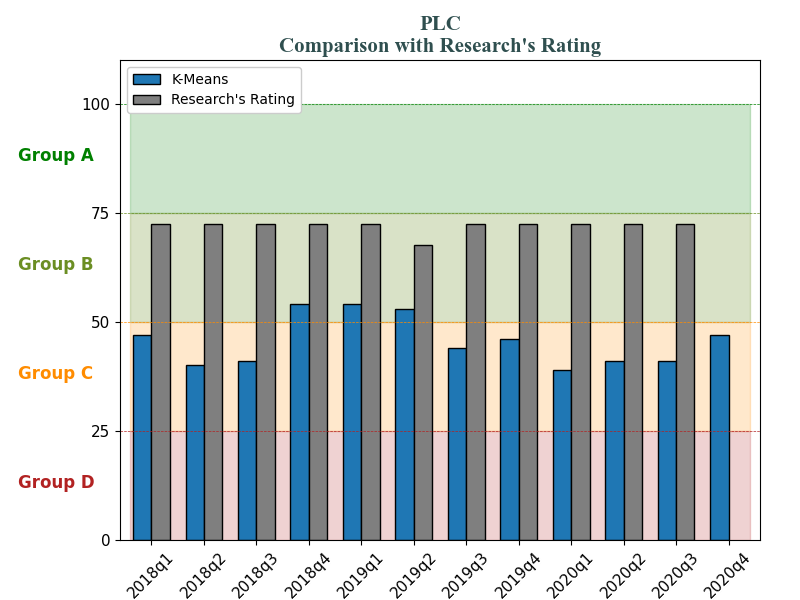 PLC
Comparison with Research's Rating
K-Means
Research's Rating
100
Group A
75
Group B
50
Group C
25
Group D
0
2018q1
2018q2
2018q3
2018q4
2019q1
2019q2
2019q3
2019q4
2020q1
2020q2
2020q3
2020q4